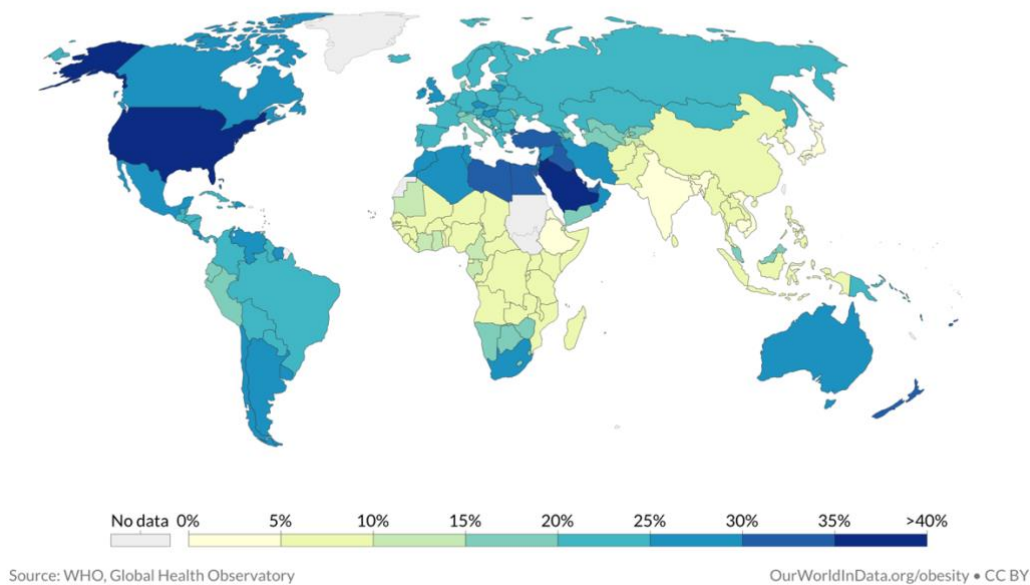 No data 0% 5% 10% 15% 20% 25% 30% 35% >40%
Source: WHO, Global Health Observatory
OurWorldInData.org/obesity • CC BY